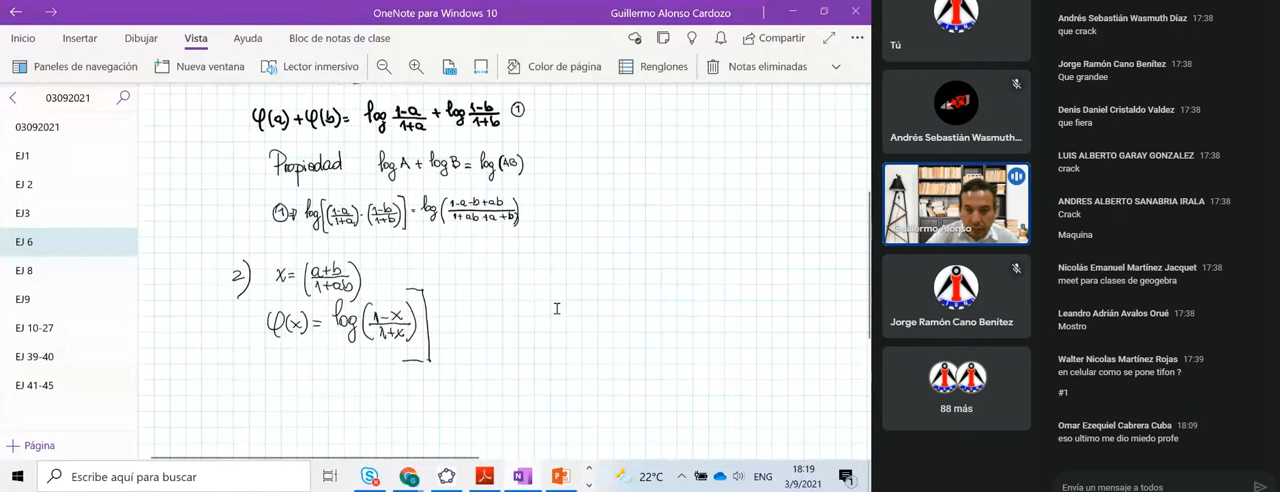 OneNote para Windows 10
Guillermo Alonso Cardozo
Inicio Insertar Dibujar Vista Ayuda Bloc de notas de clase Compartir
Paneles de navegación Nueva ventana Lector inmersivo Color de página Renglones Notas eliminadas
03092021
03092021
EJ1
EJ 2
EJ3
EJ 6
EJ 8
EJ9
EJ 10-27
EJ 39-40
EJ 41-45
Página
φ(a) + φ(b) = log (1-a)/(1+a) + log (1-b)/(1+b) ①
Propiedad log A + log B = log (AB)
①⇒ log[((1-a)/(1+a)) · ((1-b)/(1+b))] = log((1-a-b+ab)/(1+ab+a+b))
2) x = ((a+b)/(1+ab))
φ(x) = log((1-x)/(1+x))]
Tú
Andrés Sebastián Wasmuth...
Guillermo Alonso
Jorge Ramón Cano Benítez
88 más
Andrés Sebastián Wasmuth Díaz 17:38
que crack
Jorge Ramón Cano Benítez 17:38
Que grandee
Denis Daniel Cristaldo Valdez 17:38
que fiera
LUIS ALBERTO GARAY GONZALEZ 17:38
crack
ANDRES ALBERTO SANABRIA IRALA 17:38
Crack
Maquina
Nicolás Emanuel Martínez Jacquet 17:38
meet para clases de geogebra
Leandro Adrián Avalos Orué 17:38
Mostro
Walter Nicolas Martínez Rojas 17:39
en celular como se pone tifon ?
#1
Omar Ezequiel Cabrera Cuba 18:09
eso ultimo me dio miedo profe
Envía un mensaje a todos
Escribe aquí para buscar
22°C
ENG
18:19
3/9/2021